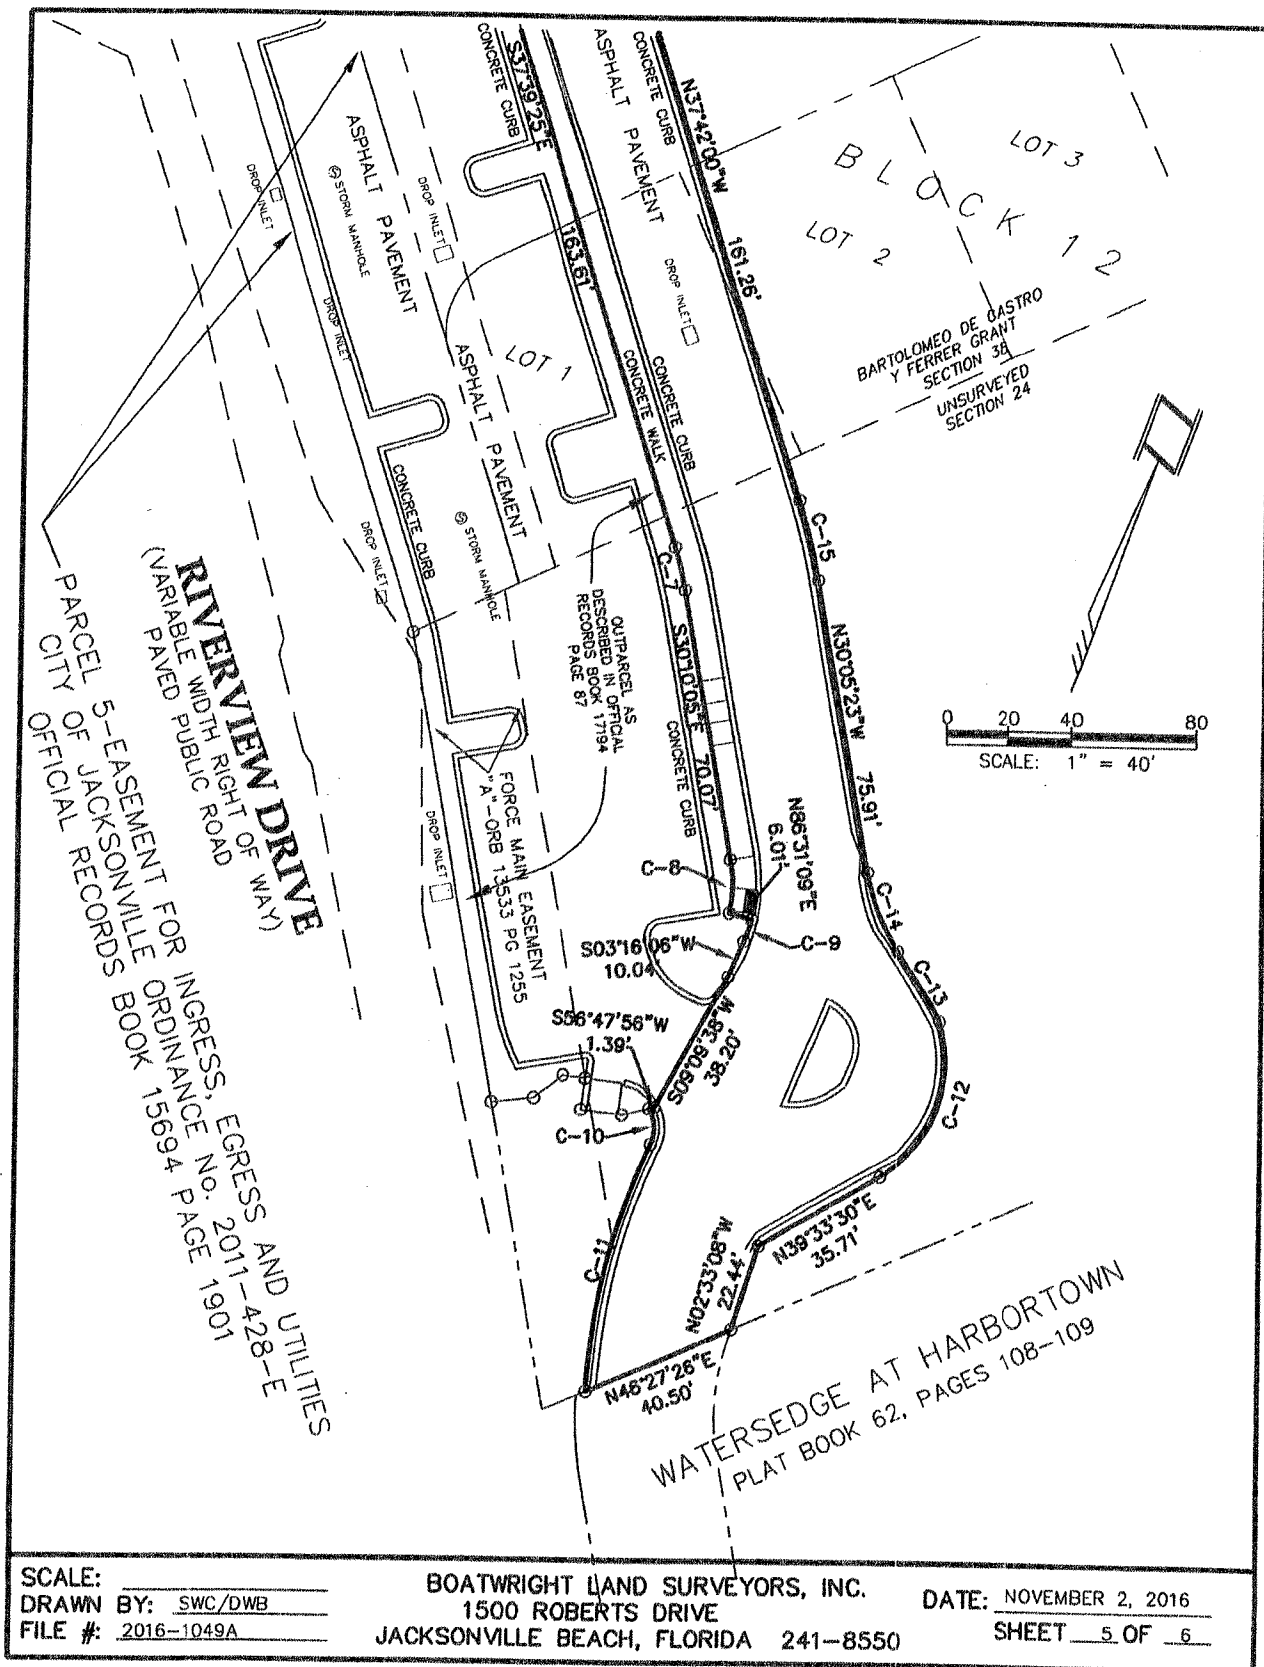 CONCRETE CURB
S37°39'25"E
163.61'
ASPHALT PAVEMENT
CONCRETE CURB
N37°42'00"W
161.26'
LOT 3
BLOCK 12
LOT 2
BARTOLOMEO DE CASTRO
Y FERRER GRANT
SECTION 38
UNSURVEYED
SECTION 24
DROP INLET
STORM MANHOLE
ASPHALT PAVEMENT
DROP INLET
DROP INLET
DROP INLET
LOT 1
ASPHALT PAVEMENT
CONCRETE WALK
CONCRETE CURB
CONCRETE CURB
DROP INLET
STORM MANHOLE
C-7
C-15
S30°10'05"E 70.07'
N30°05'23"W 75.91'
OUTPARCEL AS
DESCRIBED IN OFFICIAL
RECORDS BOOK 17194
PAGE 87
CONCRETE CURB
0 20 40 80
SCALE: 1" = 40'
RIVERVIEW DRIVE
(VARIABLE WIDTH RIGHT OF WAY)
PAVED PUBLIC ROAD
PARCEL 5-EASEMENT FOR INGRESS, EGRESS AND UTILITIES
CITY OF JACKSONVILLE ORDINANCE No. 2011-428-E
OFFICIAL RECORDS BOOK 15694 PAGE 1901
FORCE MAIN EASEMENT
"A"-ORB 13533 PG 1255
DROP INLET
N86°31'09"E
6.01'
C-8
C-14
C-9
C-13
S03°16'06"W
10.04'
S56°47'56"W
1.39'
S09°09'38"W
38.20'
C-12
C-10
C-11
N39°33'30"E
35.71'
N02°33'08"W
22.44'
N46°27'26"E
40.50'
WATERSEDGE AT HARBORTOWN
PLAT BOOK 62, PAGES 108-109
SCALE:
DRAWN BY: SWC/DWB
FILE #: 2016-1049A
BOATWRIGHT LAND SURVEYORS, INC.
1500 ROBERTS DRIVE
JACKSONVILLE BEACH, FLORIDA 241-8550
DATE: NOVEMBER 2, 2016
SHEET 5 OF 6